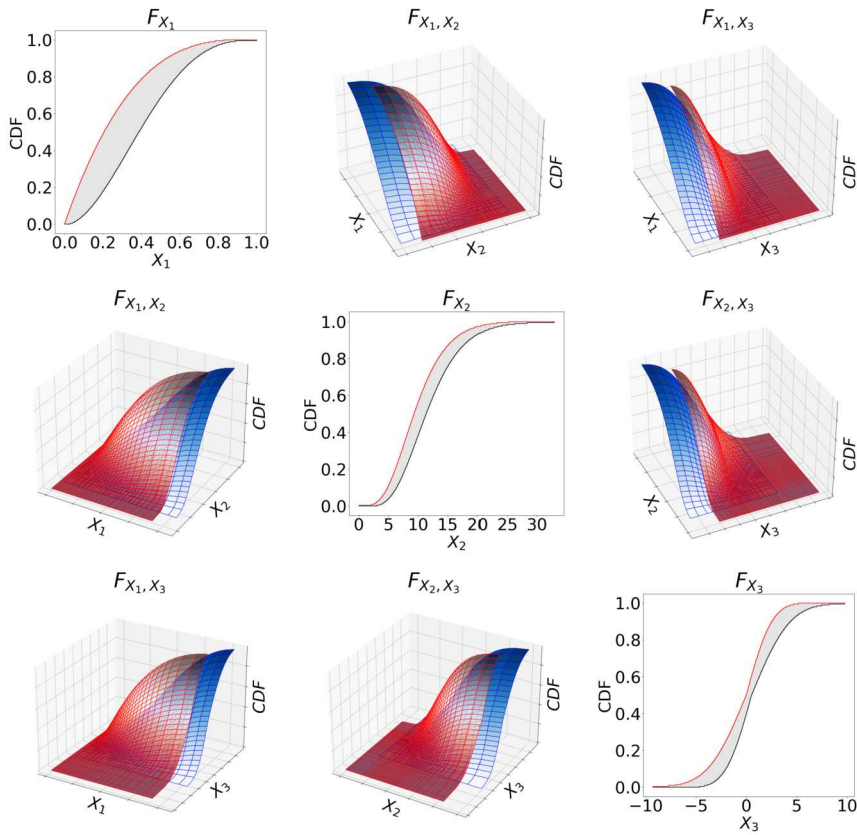 F_{X_1}
CDF
1.0
0.8
0.6
0.4
0.2
0.0
0.0 0.2 0.4 0.6 0.8 1.0
X_1
F_{X_1, X_2}
CDF
X_1
X_2
F_{X_1, X_3}
CDF
X_1
X_3
F_{X_1, X_2}
CDF
X_1
X_2
F_{X_2}
CDF
1.0
0.8
0.6
0.4
0.2
0.0
0 5 10 15 20 25 30
X_2
F_{X_2, X_3}
CDF
X_2
X_3
F_{X_1, X_3}
CDF
X_1
X_3
F_{X_2, X_3}
CDF
X_2
X_3
F_{X_3}
CDF
1.0
0.8
0.6
0.4
0.2
0.0
−10 −5 0 5 10
X_3